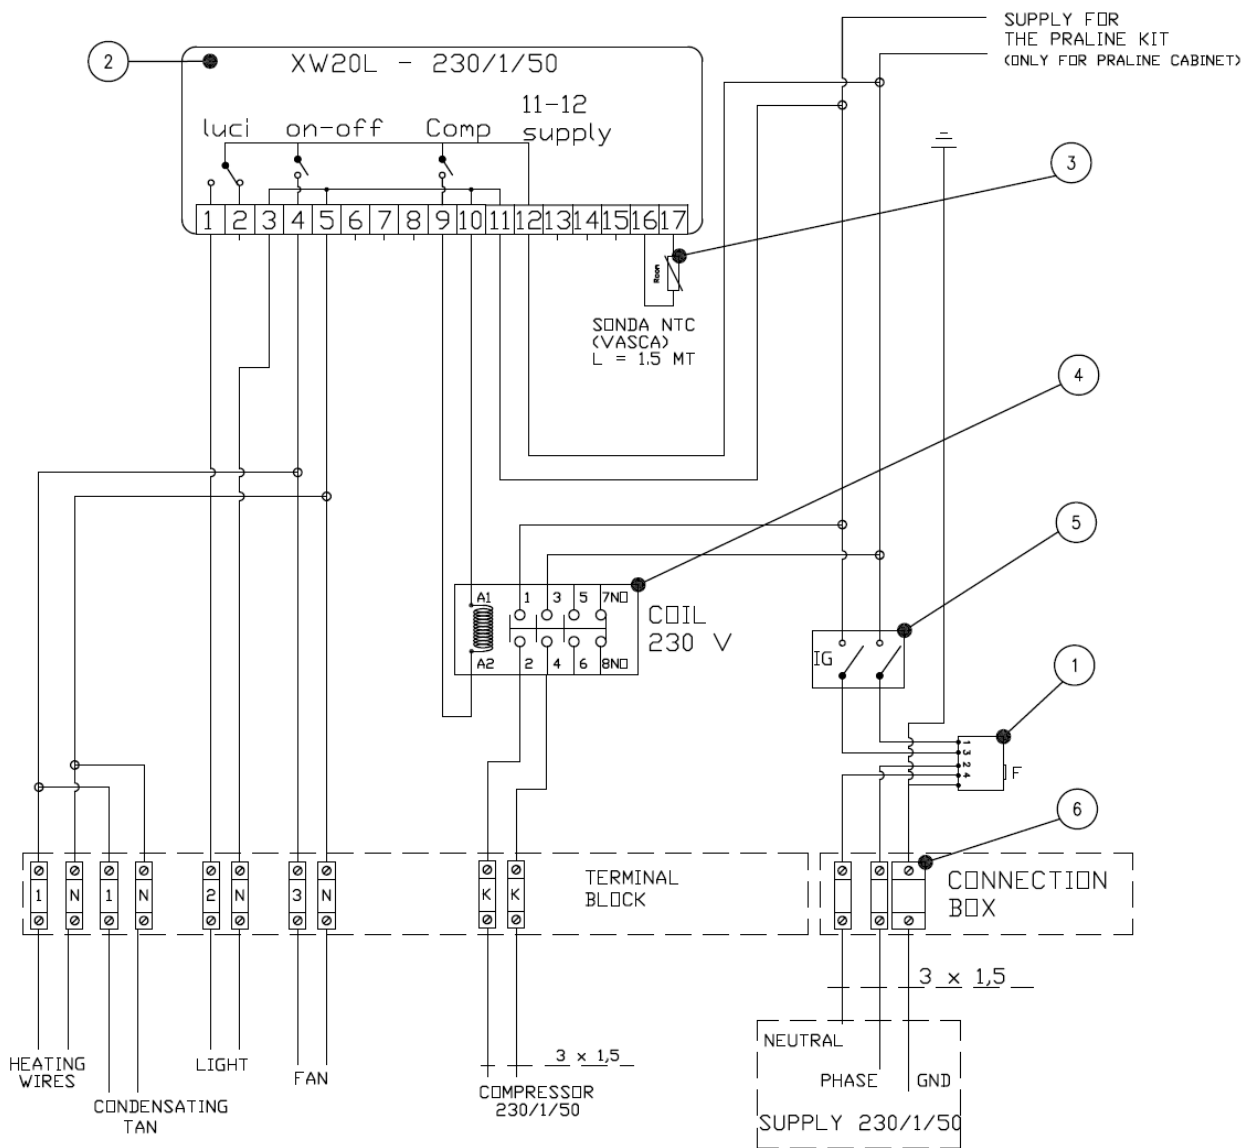 SUPPLY FOR
THE PRALINE KIT
(ONLY FOR PRALINE CABINET)
2
XW20L - 230/1/50
11-12
supply
luci
on-off
Comp
3
1 2 3 4 5 6 7 8 9 10 11 12 13 14 15 16 17
Room
SONDA NTC
(VASCA)
L = 1.5 MT
4
5
A1 1 3 5 7NO
COIL
230 V
A2 2 4 6 8NO
IG
1
1
3
2
4
F
6
1 N 1 N 2 N 3 N K K
TERMINAL
BLOCK
CONNECTION
BOX
3 x 1,5
NEUTRAL
PHASE
GND
SUPPLY 230/1/50
HEATING
WIRES
CONDENSATING
TAN
LIGHT
FAN
3 x 1,5
COMPRESSOR
230/1/50